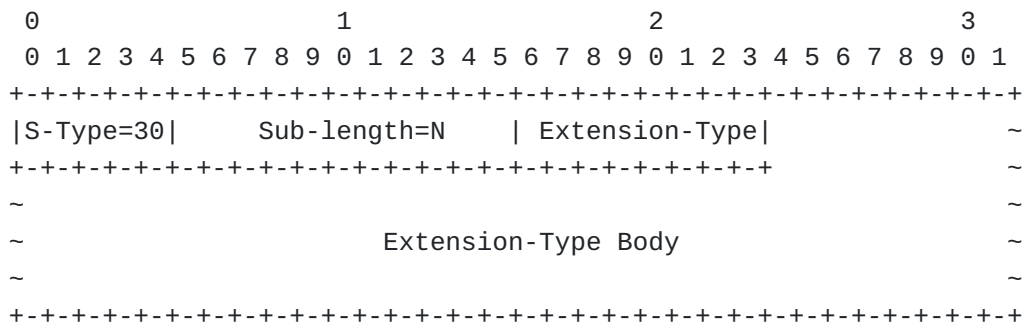 0                   1                   2                   3
 0 1 2 3 4 5 6 7 8 9 0 1 2 3 4 5 6 7 8 9 0 1 2 3 4 5 6 7 8 9 0 1
+-+-+-+-+-+-+-+-+-+-+-+-+-+-+-+-+-+-+-+-+-+-+-+-+-+-+-+-+-+-+-+-+
|S-Type=30|     Sub-length=N    | Extension-Type|               ~
+-+-+-+-+-+-+-+-+-+-+-+-+-+-+-+-+-+-+-+-+-+-+-+-+               ~
~                                                               ~
~                       Extension-Type Body                     ~
~                                                               ~
+-+-+-+-+-+-+-+-+-+-+-+-+-+-+-+-+-+-+-+-+-+-+-+-+-+-+-+-+-+-+-+-+